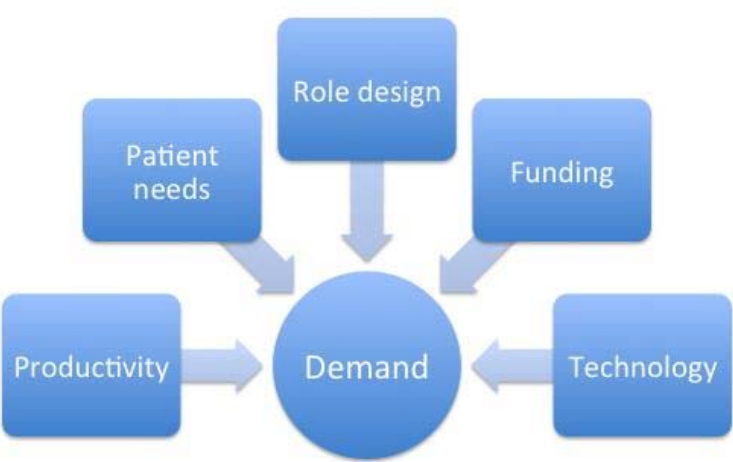 Role design
Patient
needs
Funding
Productivity
Demand
Technology